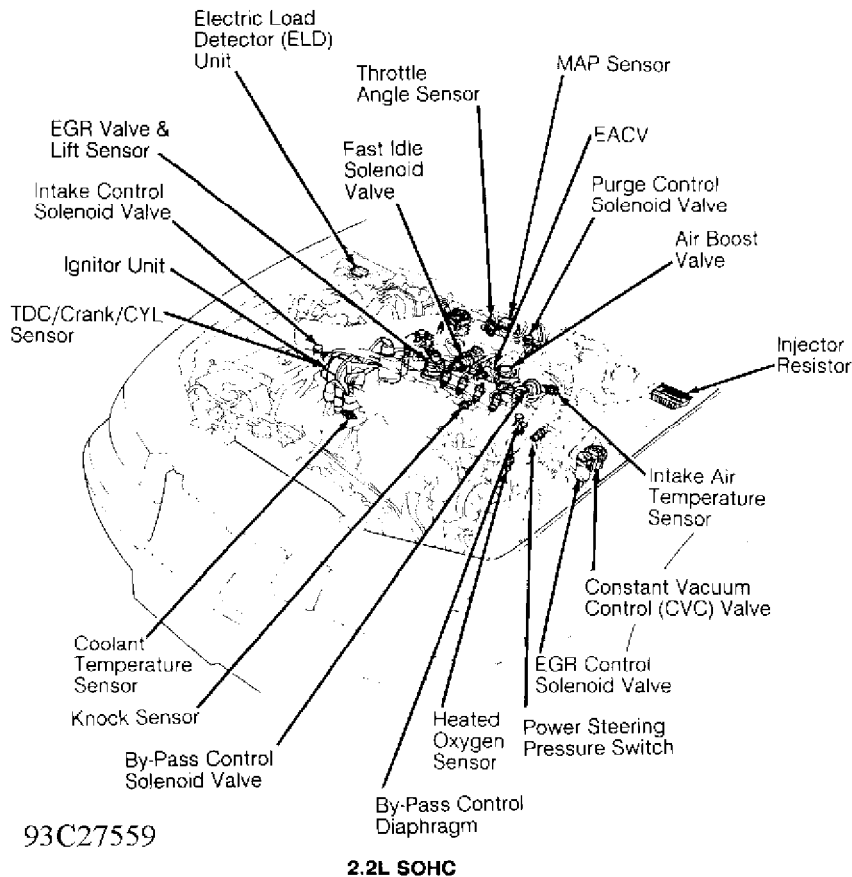 Electric Load
Detector (ELD)
Unit
Throttle
Angle Sensor
MAP Sensor
EGR Valve &
Lift Sensor
Fast Idle
Solenoid
Valve
EACV
Intake Control
Solenoid Valve
Purge Control
Solenoid Valve
Ignitor Unit
Air Boost
Valve
TDC/Crank/CYL
Sensor
Injector
Resistor
Intake Air
Temperature
Sensor
Constant Vacuum
Control (CVC) Valve
Coolant
Temperature
Sensor
EGR Control
Solenoid Valve
Knock Sensor
Heated
Oxygen
Sensor
Power Steering
Pressure Switch
By-Pass Control
Solenoid Valve
By-Pass Control
Diaphragm
93C27559
2.2L SOHC